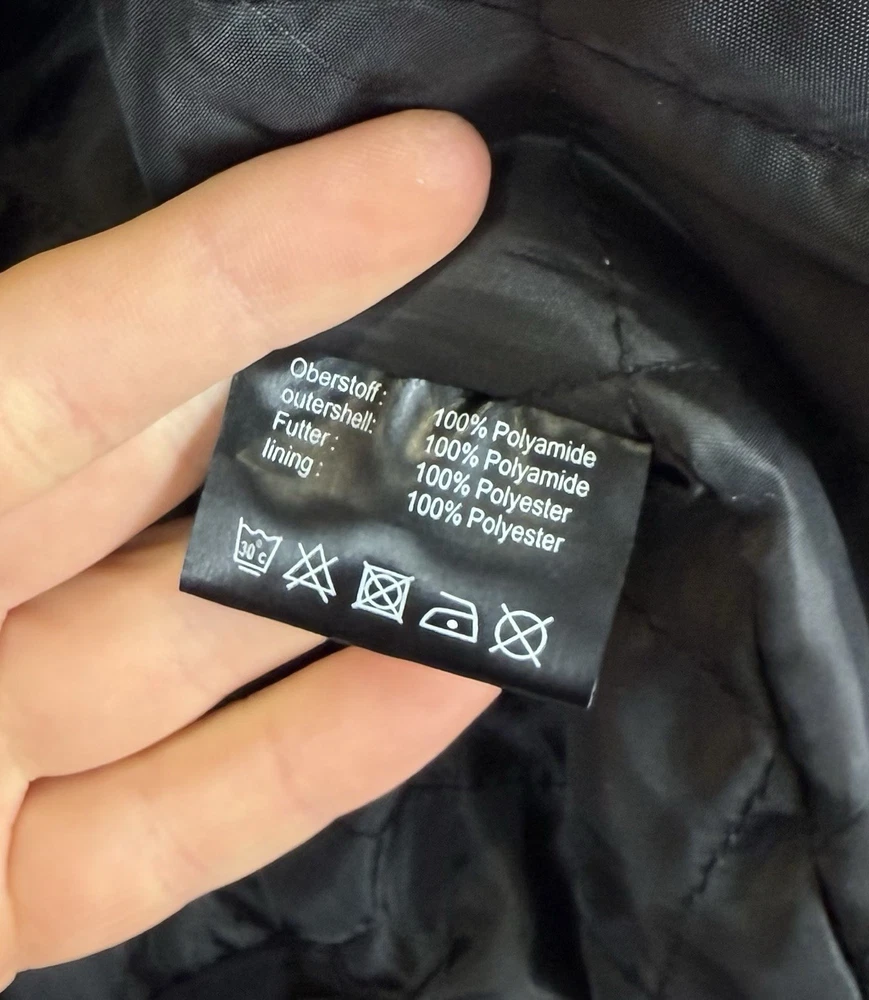 Oberstoff: 100% Polyamide
outershell: 100% Polyamide
Futter : 100% Polyester
lining : 100% Polyester
30°c